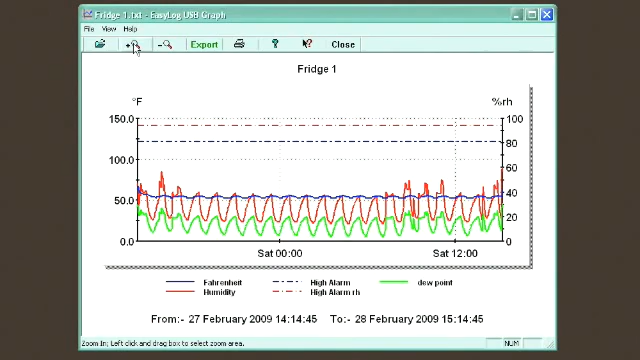 Fridge 1.txt - EasyLog USB Graph
File View Help
Export Close
Fridge 1
°F %rh
150.0 100
80
100.0
60
50.0 40
20
0.0 0
Sat 00:00 Sat 12:00
Fahrenheit High Alarm dew point
Humidity High Alarm rh
From:- 27 February 2009 14:14:45 To:- 28 February 2009 15:14:45
Zoom In; Left click and drag box to select zoom area. NUM